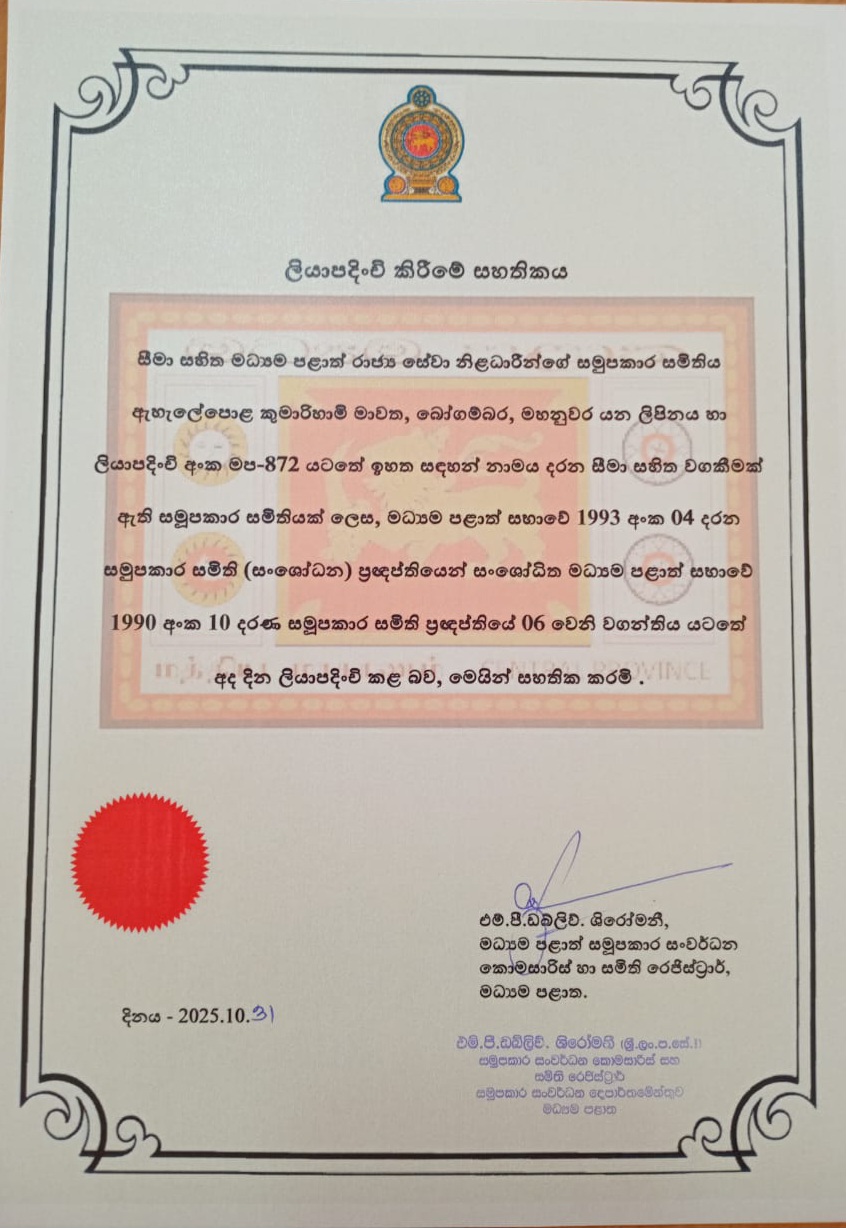 ලියාපදිංචි කිරීමේ සහතිකය
සීමා සහිත මධ්‍යම පළාත් රාජ්‍ය සේවා නිළධාරීන්ගේ සමුපකාර සමිතිය
ඇහැලේපොළ කුමාරිහාමි මාවත, බෝගම්බර, මහනුවර යන ලිපිනය හා
ලියාපදිංචි අංක මප-872 යටතේ ඉහත සඳහන් නාමය දරන සීමා සහිත වගකීමක්
ඇති සමූපකාර සමිතියක් ලෙස, මධ්‍යම පළාත් සභාවේ 1993 අංක 04 දරන
සමුපකාර සමිති (සංශෝධන) ප්‍රඥප්තියෙන් සංශෝධිත මධ්‍යම පළාත් සභාවේ
1990 අංක 10 දරණ සමූපකාර සමිති ප්‍රඥප්තියේ 06 වෙනි වගන්තිය යටතේ
CENTRAL PROVINCE
අද දින ලියාපදිංචි කළ බව, මෙයින් සහතික කරමි .
එම්.පී.ඩබ්ලිව්. ශිරෝමනී,
මධ්‍යම පළාත් සමූපකාර සංවර්ධන
කොමසාරිස් හා සමිති රෙජිස්ට්‍රාර්,
මධ්‍යම පළාත.
දිනය - 2025.10.31
එම්.පී.ඩබ්ලිව්. ශිරෝමනී (ශ්‍රී.ලං.ප.සේ.I)
සමූපකාර සංවර්ධන කොමසාරිස් සහ
සමිති රෙජිස්ට්‍රාර්
සමූපකාර සංවර්ධන දෙපාර්තමේන්තුව
මධ්‍යම පළාත